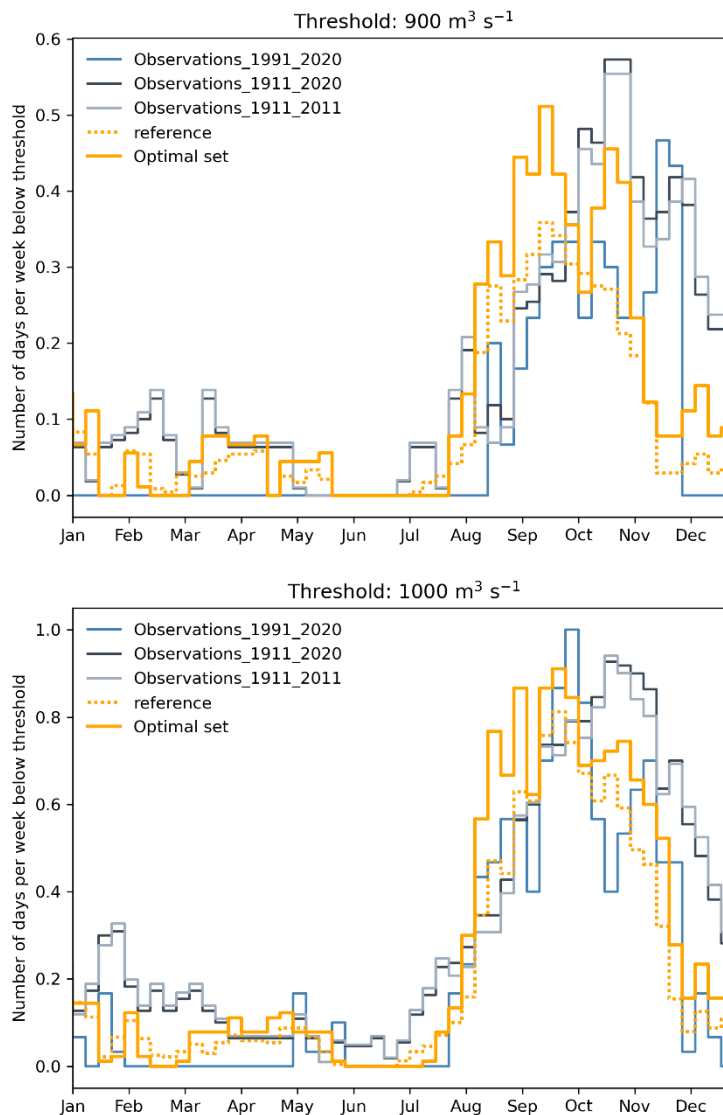 Threshold: 900 m³ s⁻¹
Number of days per week below threshold
0.6
0.5
0.4
0.3
0.2
0.1
0.0
Observations_1991_2020
Observations_1911_2020
Observations_1911_2011
reference
Optimal set
Jan Feb Mar Apr May Jun Jul Aug Sep Oct Nov Dec
Threshold: 1000 m³ s⁻¹
Number of days per week below threshold
1.0
0.8
0.6
0.4
0.2
0.0
Observations_1991_2020
Observations_1911_2020
Observations_1911_2011
reference
Optimal set
Jan Feb Mar Apr May Jun Jul Aug Sep Oct Nov Dec